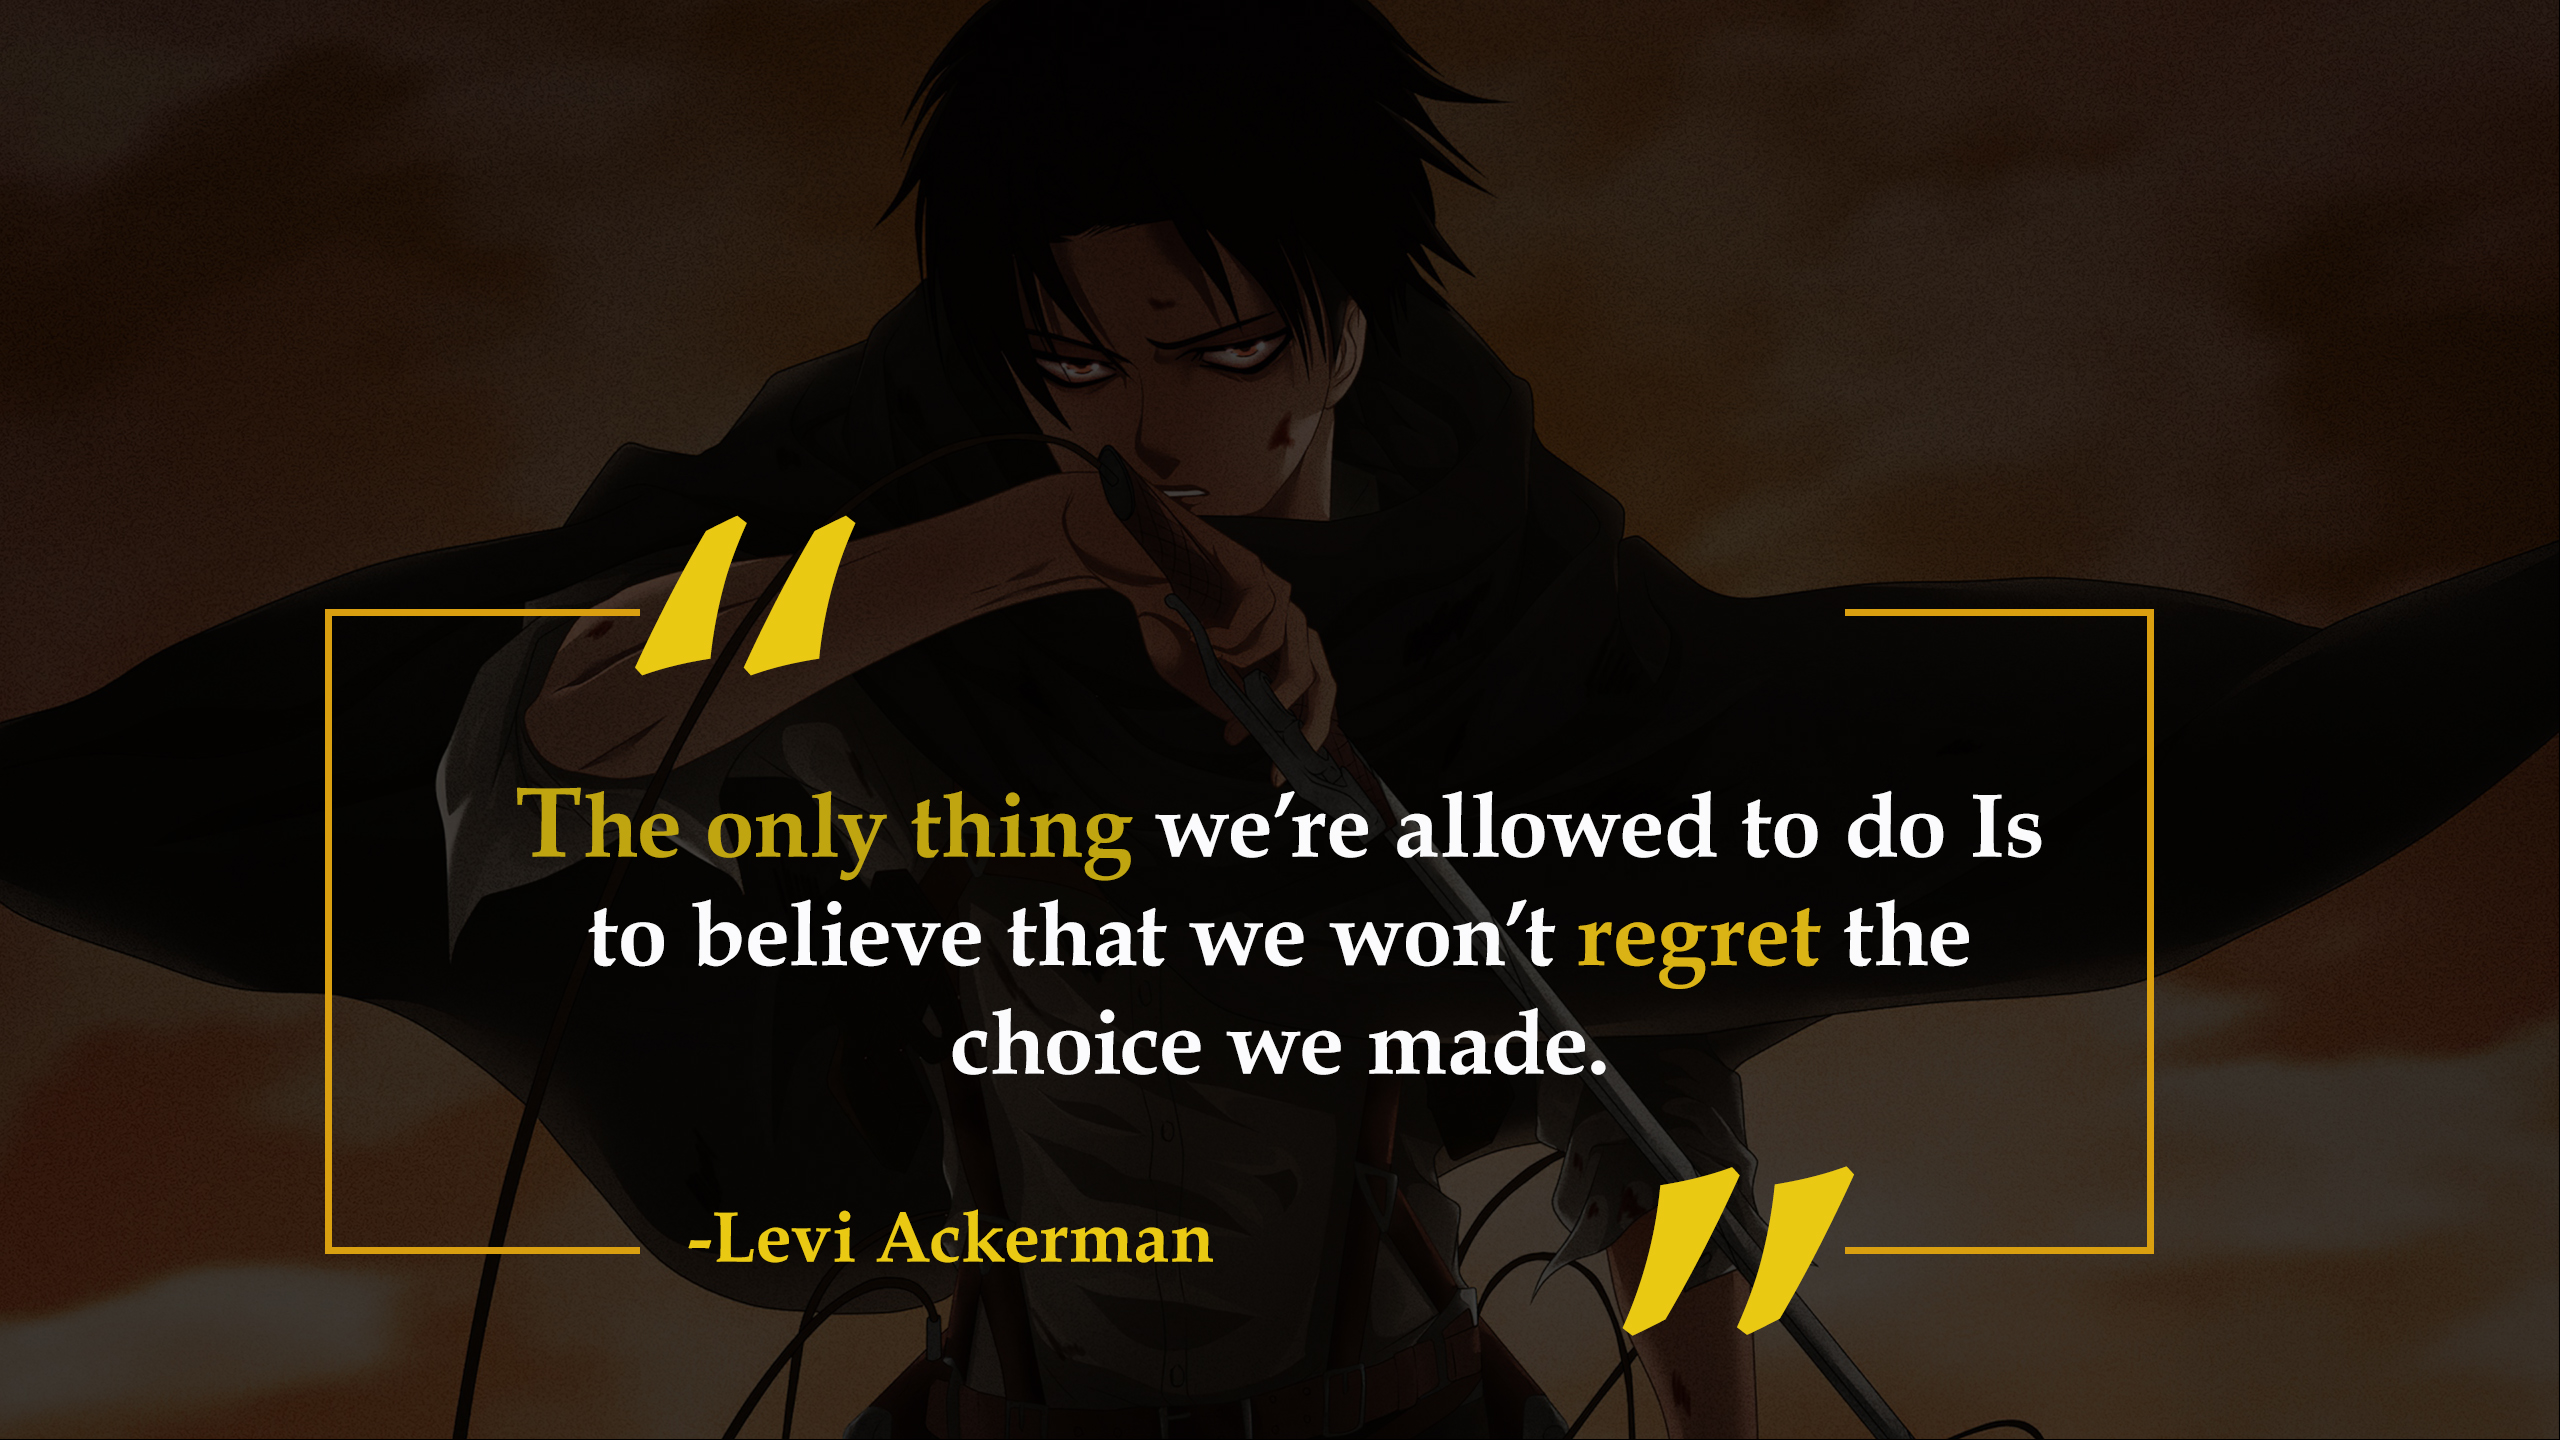 “
The only thing we’re allowed to do Is
to believe that we won’t regret the
choice we made.
-Levi Ackerman
”